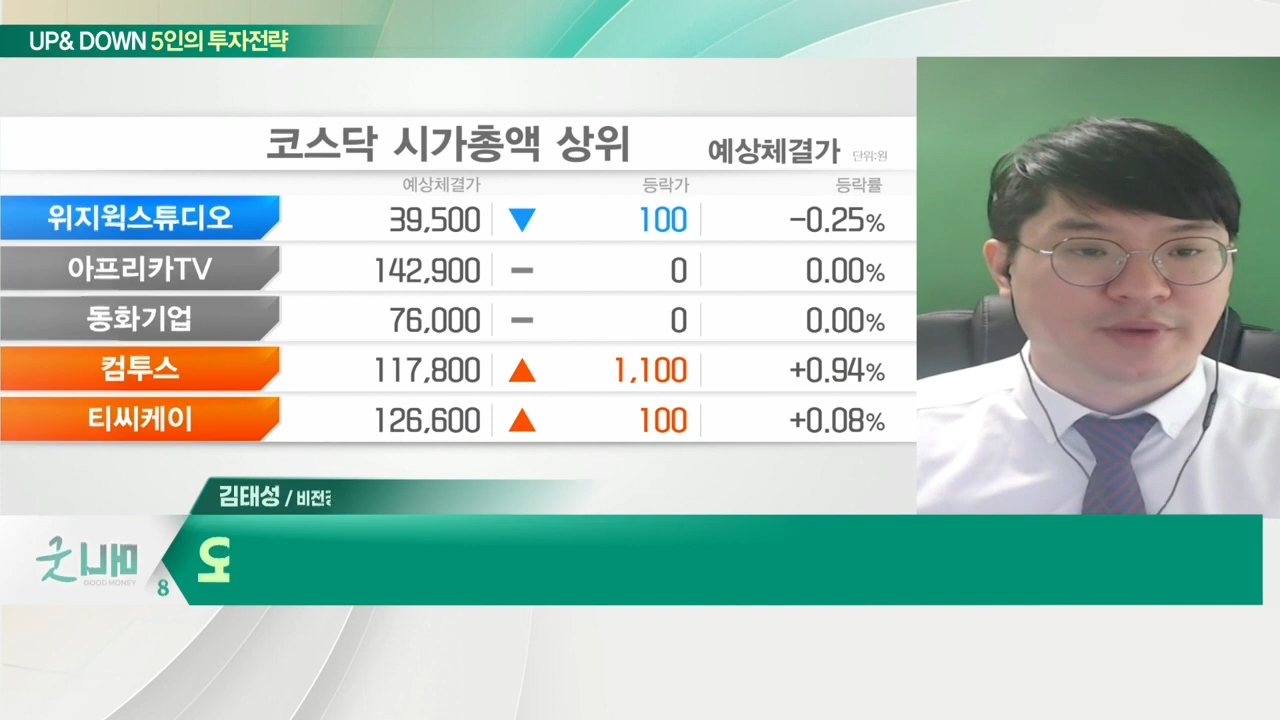 UP& DOWN 5인의 투자전략
코스닥 시가총액 상위 예상체결가 단위:원
예상체결가 등락가 등락률
위지윅스튜디오 39,500 ▼ 100 -0.25%
아프리카TV 142,900 - 0 0.00%
동화기업 76,000 - 0 0.00%
컴투스 117,800 ▲ 1,100 +0.94%
티씨케이 126,600 ▲ 100 +0.08%
김태성 / 비전
굿머니
GOOD MONEY
8